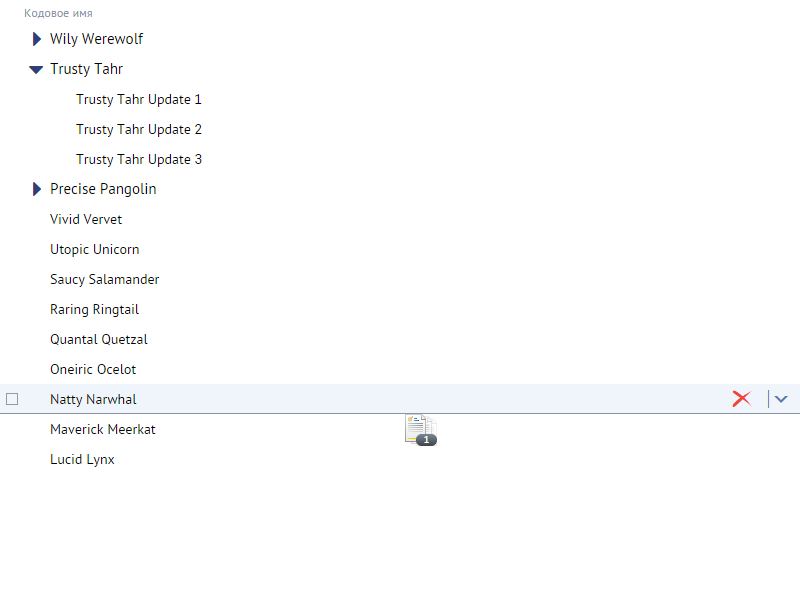 Кодовое имя
Wily Werewolf
Trusty Tahr
Trusty Tahr Update 1
Trusty Tahr Update 2
Trusty Tahr Update 3
Precise Pangolin
Vivid Vervet
Utopic Unicorn
Saucy Salamander
Raring Ringtail
Quantal Quetzal
Oneiric Ocelot
Natty Narwhal
Maverick Meerkat
1
Lucid Lynx